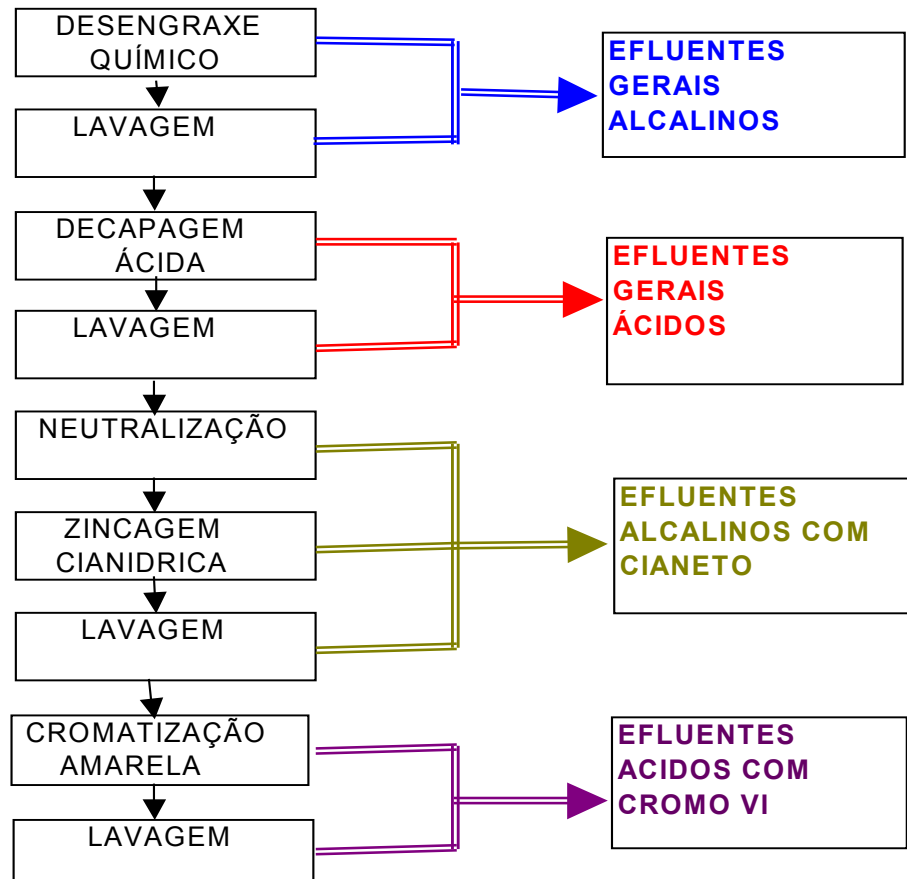 DESENGRAXE
QUÍMICO
LAVAGEM
EFLUENTES
GERAIS
ALCALINOS
DECAPAGEM
ÁCIDA
LAVAGEM
EFLUENTES
GERAIS
ÁCIDOS
NEUTRALIZAÇÃO
ZINCAGEM
CIANIDRICA
LAVAGEM
EFLUENTES
ALCALINOS COM
CIANETO
CROMATIZAÇÃO
AMARELA
LAVAGEM
EFLUENTES
ACIDOS COM
CROMO VI